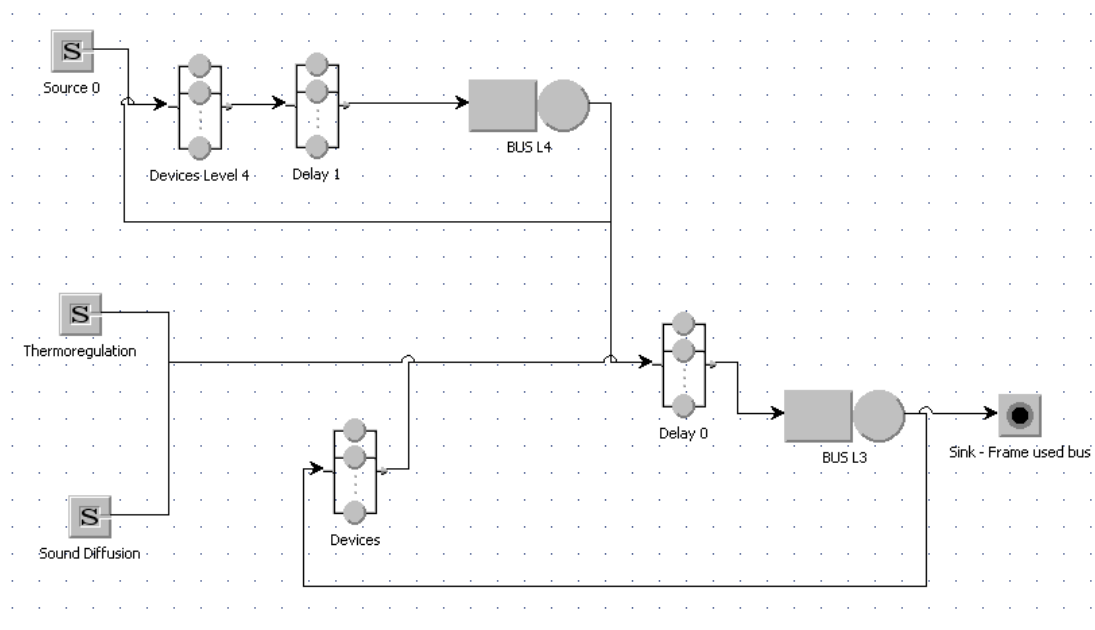 S
Source 0
Devices Level 4
Delay 1
BUS L4
S
Thermoregulation
Delay 0
BUS L3
Sink - Frame used bus
Devices
S
Sound Diffusion